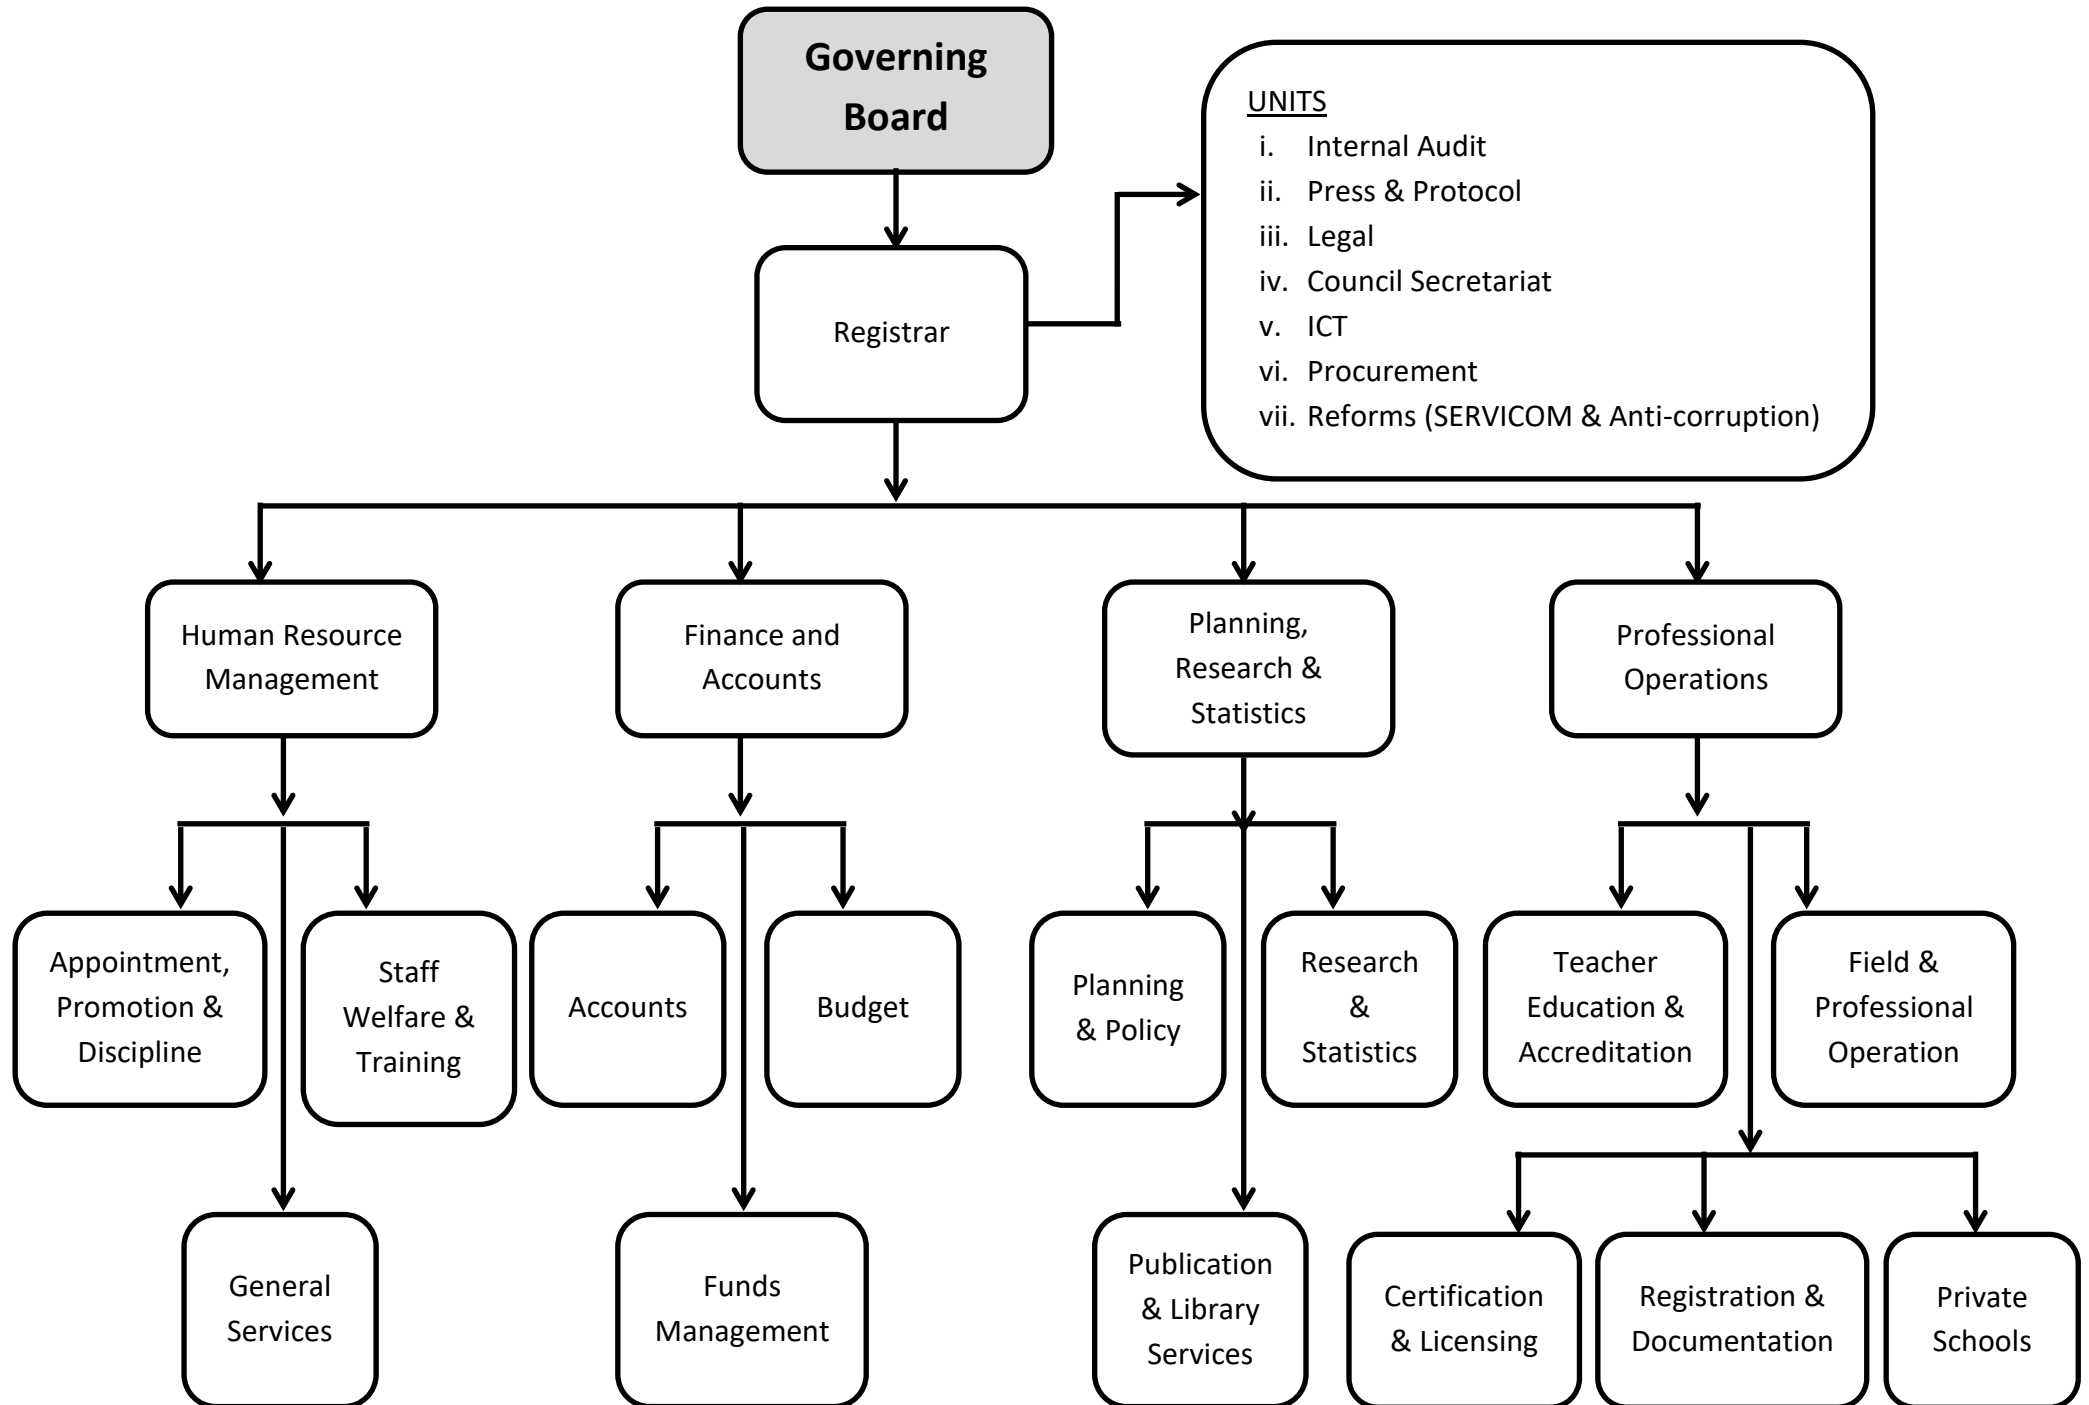 Governing
Board
UNITS
i. Internal Audit
ii. Press & Protocol
iii. Legal
iv. Council Secretariat
v. ICT
vi. Procurement
vii. Reforms (SERVICOM & Anti-corruption)
Registrar
Human Resource
Management
Finance and
Accounts
Planning,
Research &
Statistics
Professional
Operations
Appointment,
Promotion &
Discipline
Staff
Welfare &
Training
Accounts
Budget
Planning
& Policy
Research
&
Statistics
Teacher
Education &
Accreditation
Field &
Professional
Operation
General
Services
Funds
Management
Publication
& Library
Services
Certification
& Licensing
Registration &
Documentation
Private
Schools